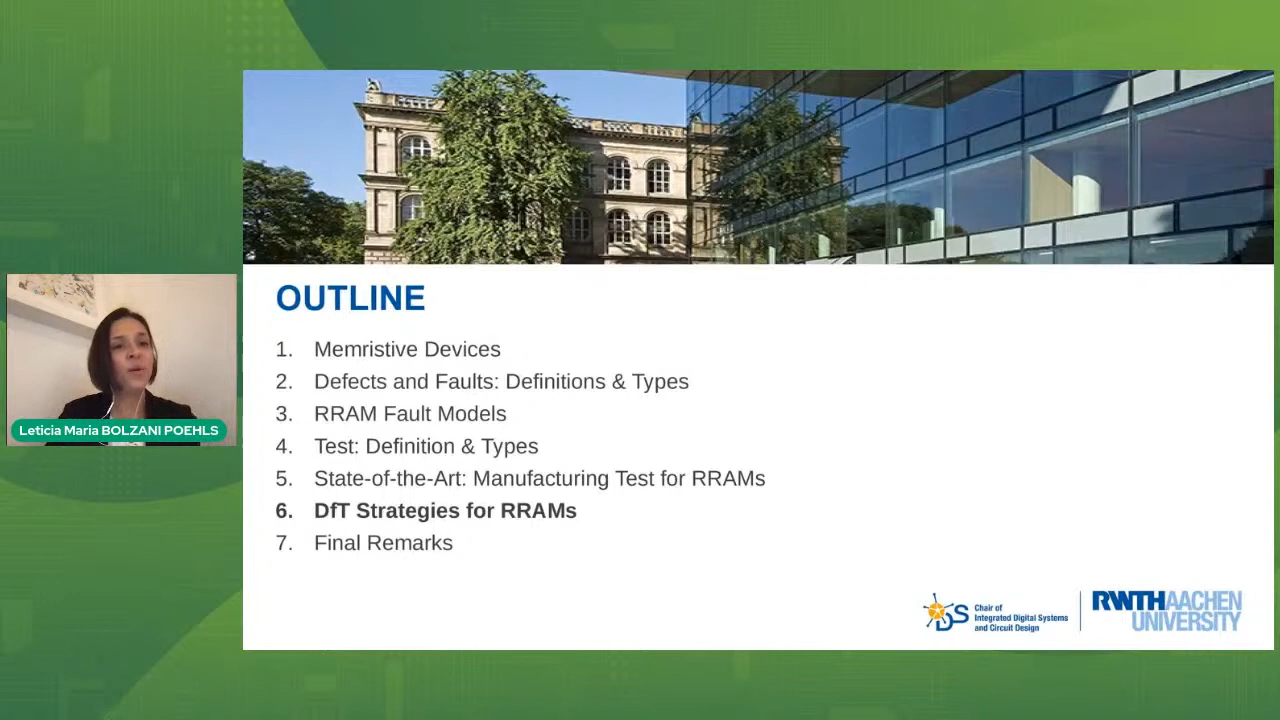 OUTLINE
1. Memristive Devices
2. Defects and Faults: Definitions & Types
3. RRAM Fault Models
4. Test: Definition & Types
5. State-of-the-Art: Manufacturing Test for RRAMs
6. DfT Strategies for RRAMs
7. Final Remarks
Leticia Maria BOLZANI POEHLS
IDS
Chair of
Integrated Digital Systems
and Circuit Design
RWTH AACHEN
UNIVERSITY